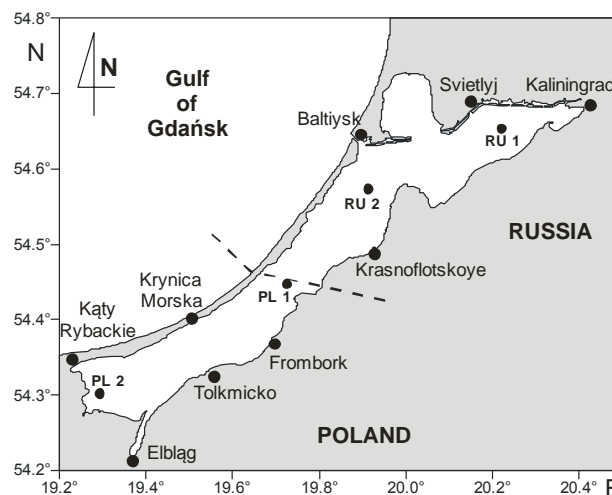 54.8°
N
N
Gulf
of
Gdańsk
54.7°
Svietlyj
Kaliningrad
Baltiysk
RU 1
54.6°
RU 2
RUSSIA
54.5°
Krasnoflotskoye
Krynica
Morska
PL 1
54.4°
Kąty
Rybackie
Frombork
PL 2
54.3°
Tolkmicko
POLAND
Elbląg
54.2°
19.2° 19.4° 19.6° 19.8° 20.0° 20.2° 20.4°